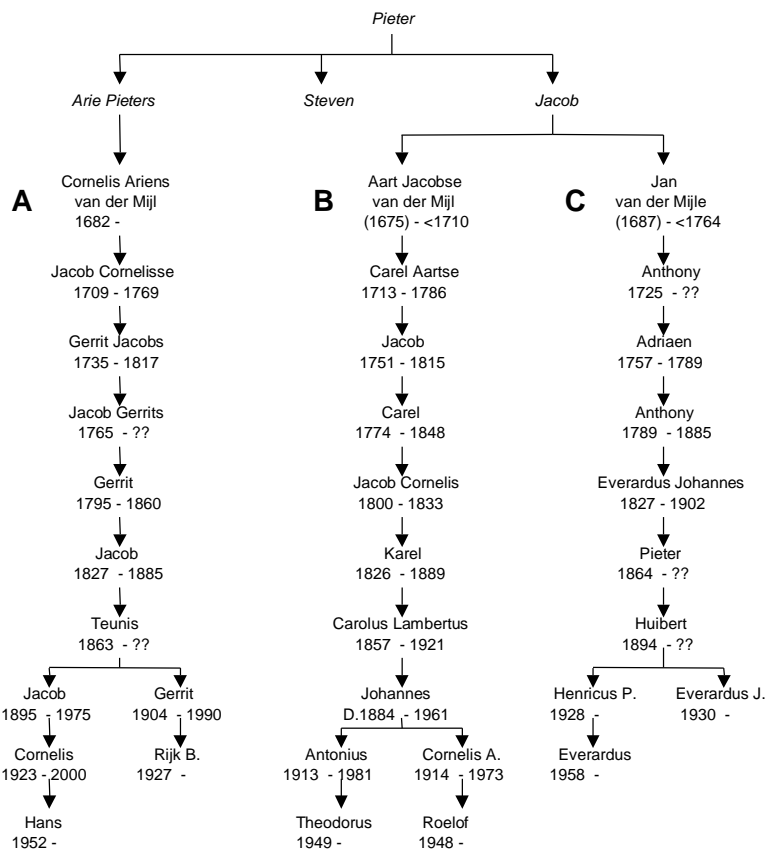 Pieter
Arie Pieters Steven Jacob
A B C
Cornelis Ariens Aart Jacobse Jan
van der Mijl van der Mijl van der Mijle
1682 - (1675) - <1710 (1687) - <1764
Jacob Cornelisse Carel Aartse Anthony
1709 - 1769 1713 - 1786 1725 - ??
Gerrit Jacobs Jacob Adriaen
1735 - 1817 1751 - 1815 1757 - 1789
Jacob Gerrits Carel Anthony
1765 - ?? 1774 - 1848 1789 - 1885
Gerrit Jacob Cornelis Everardus Johannes
1795 - 1860 1800 - 1833 1827 - 1902
Jacob Karel Pieter
1827 - 1885 1826 - 1889 1864 - ??
Teunis Carolus Lambertus Huibert
1863 - ?? 1857 - 1921 1894 - ??
Jacob Gerrit Johannes Henricus P. Everardus J.
1895 - 1975 1904 - 1990 D.1884 - 1961 1928 - 1930 -
Cornelis Rijk B. Antonius Cornelis A. Everardus
1923 - 2000 1927 - 1913 - 1981 1914 - 1973 1958 -
Hans Theodorus Roelof
1952 - 1949 - 1948 -